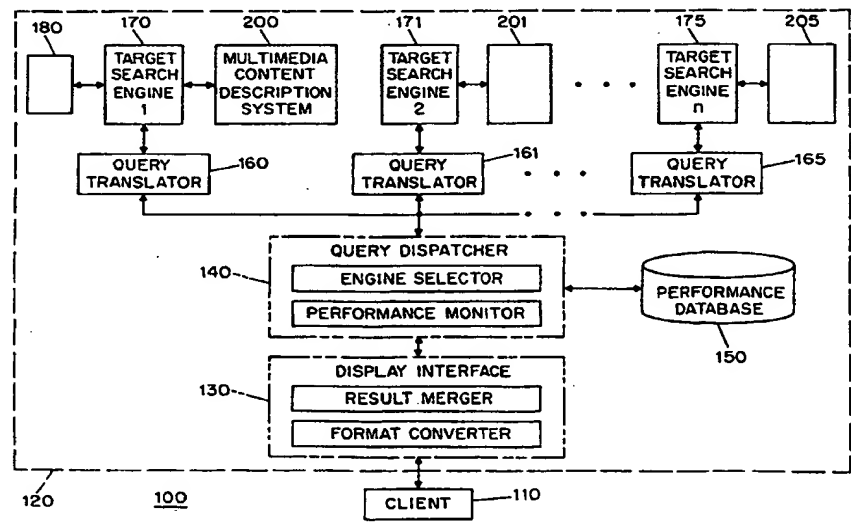 180
170
200
171
201
175
205
TARGET
SEARCH
ENGINE
1
MULTIMEDIA
CONTENT
DESCRIPTION
SYSTEM
TARGET
SEARCH
ENGINE
2
TARGET
SEARCH
ENGINE
n
QUERY
TRANSLATOR
160
QUERY
TRANSLATOR
161
QUERY
TRANSLATOR
165
QUERY DISPATCHER
140
ENGINE SELECTOR
PERFORMANCE MONITOR
PERFORMANCE
DATABASE
150
DISPLAY INTERFACE
130
RESULT MERGER
FORMAT CONVERTER
120
100
CLIENT
110